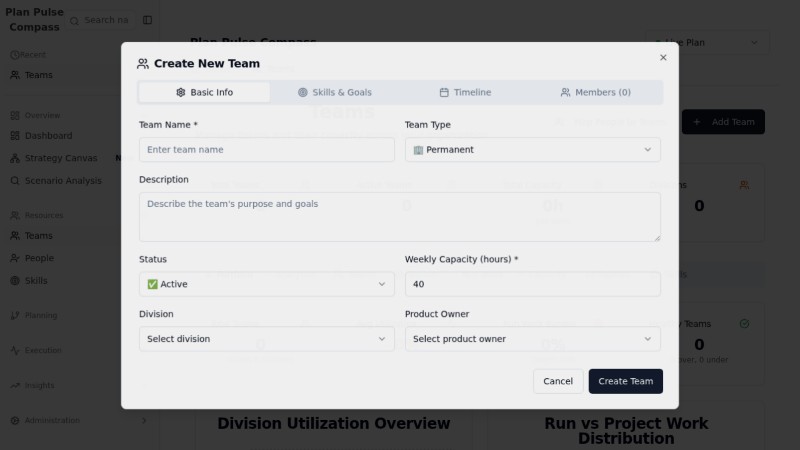 Plan Pulse
Compass
Search na
Recent
Teams
Overview
Dashboard
Strategy Canvas
Scenario Analysis
Resources
Teams
People
Skills
Planning
Execution
Insights
Administration
Plan Pulse Compass
Plan
Teams
Add Team
0
Teams
0
over, 0 under
Division Utilization Overview
Run vs Project Work
Distribution
Create New Team
Basic Info
Skills & Goals
Timeline
Members (0)
Team Name *
Team Type
Enter team name
🏢 Permanent
Description
Describe the team's purpose and goals
Status
Weekly Capacity (hours) *
✅ Active
40
Division
Product Owner
Select division
Select product owner
Cancel
Create Team